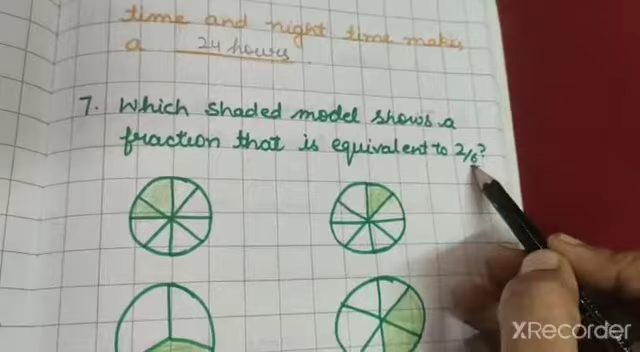 time and night time makes
a 24 hours.
7. Which shaded model shows a
fraction that is equivalent to 2/6?
XRecorder